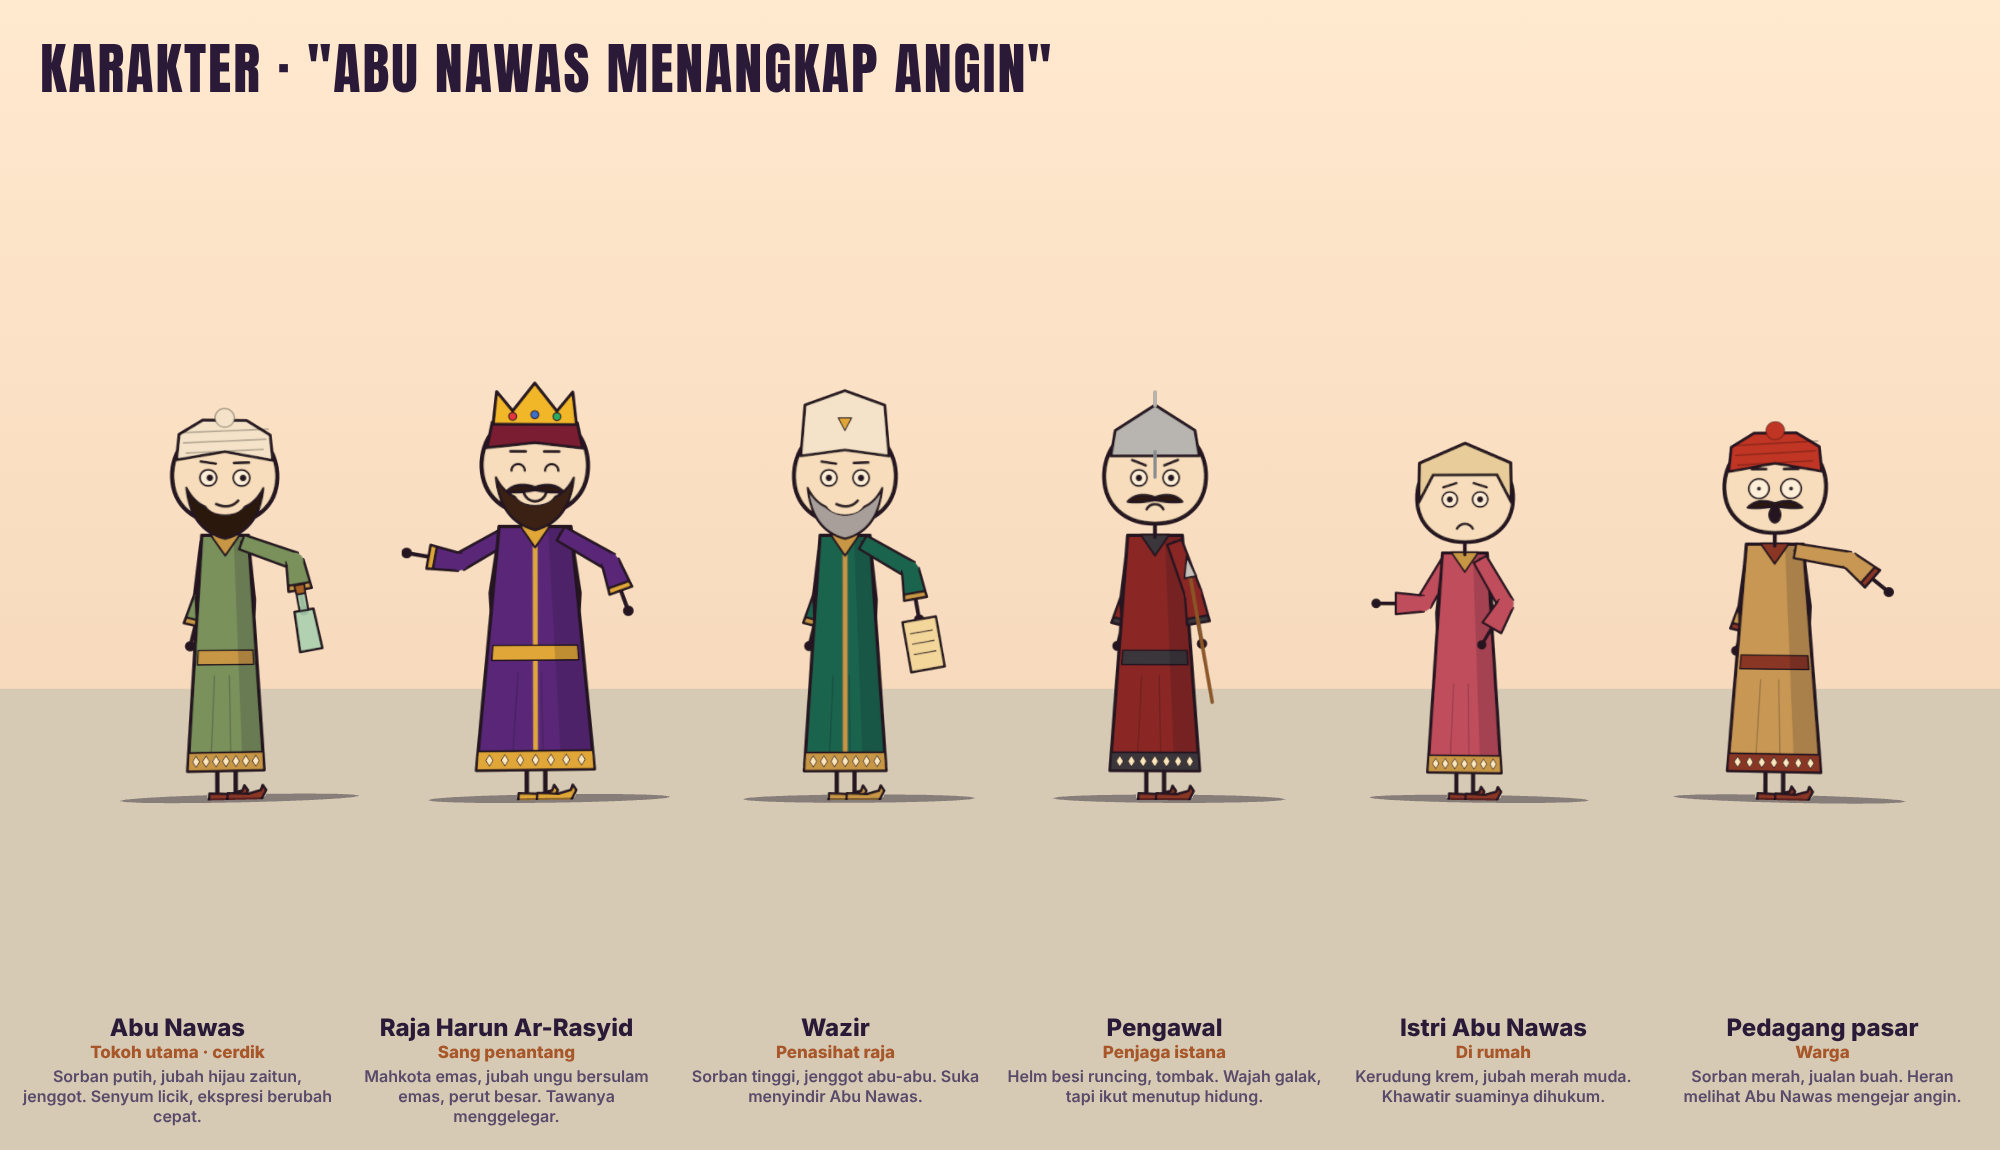 KARAKTER · "ABU NAWAS MENANGKAP ANGIN"
Abu Nawas
Tokoh utama · cerdik
Sorban putih, jubah hijau zaitun,
jenggot. Senyum licik, ekspresi berubah
cepat.
Raja Harun Ar-Rasyid
Sang penantang
Mahkota emas, jubah ungu bersulam
emas, perut besar. Tawanya
menggelegar.
Wazir
Penasihat raja
Sorban tinggi, jenggot abu-abu. Suka
menyindir Abu Nawas.
Pengawal
Penjaga istana
Helm besi runcing, tombak. Wajah galak,
tapi ikut menutup hidung.
Istri Abu Nawas
Di rumah
Kerudung krem, jubah merah muda.
Khawatir suaminya dihukum.
Pedagang pasar
Warga
Sorban merah, jualan buah. Heran
melihat Abu Nawas mengejar angin.